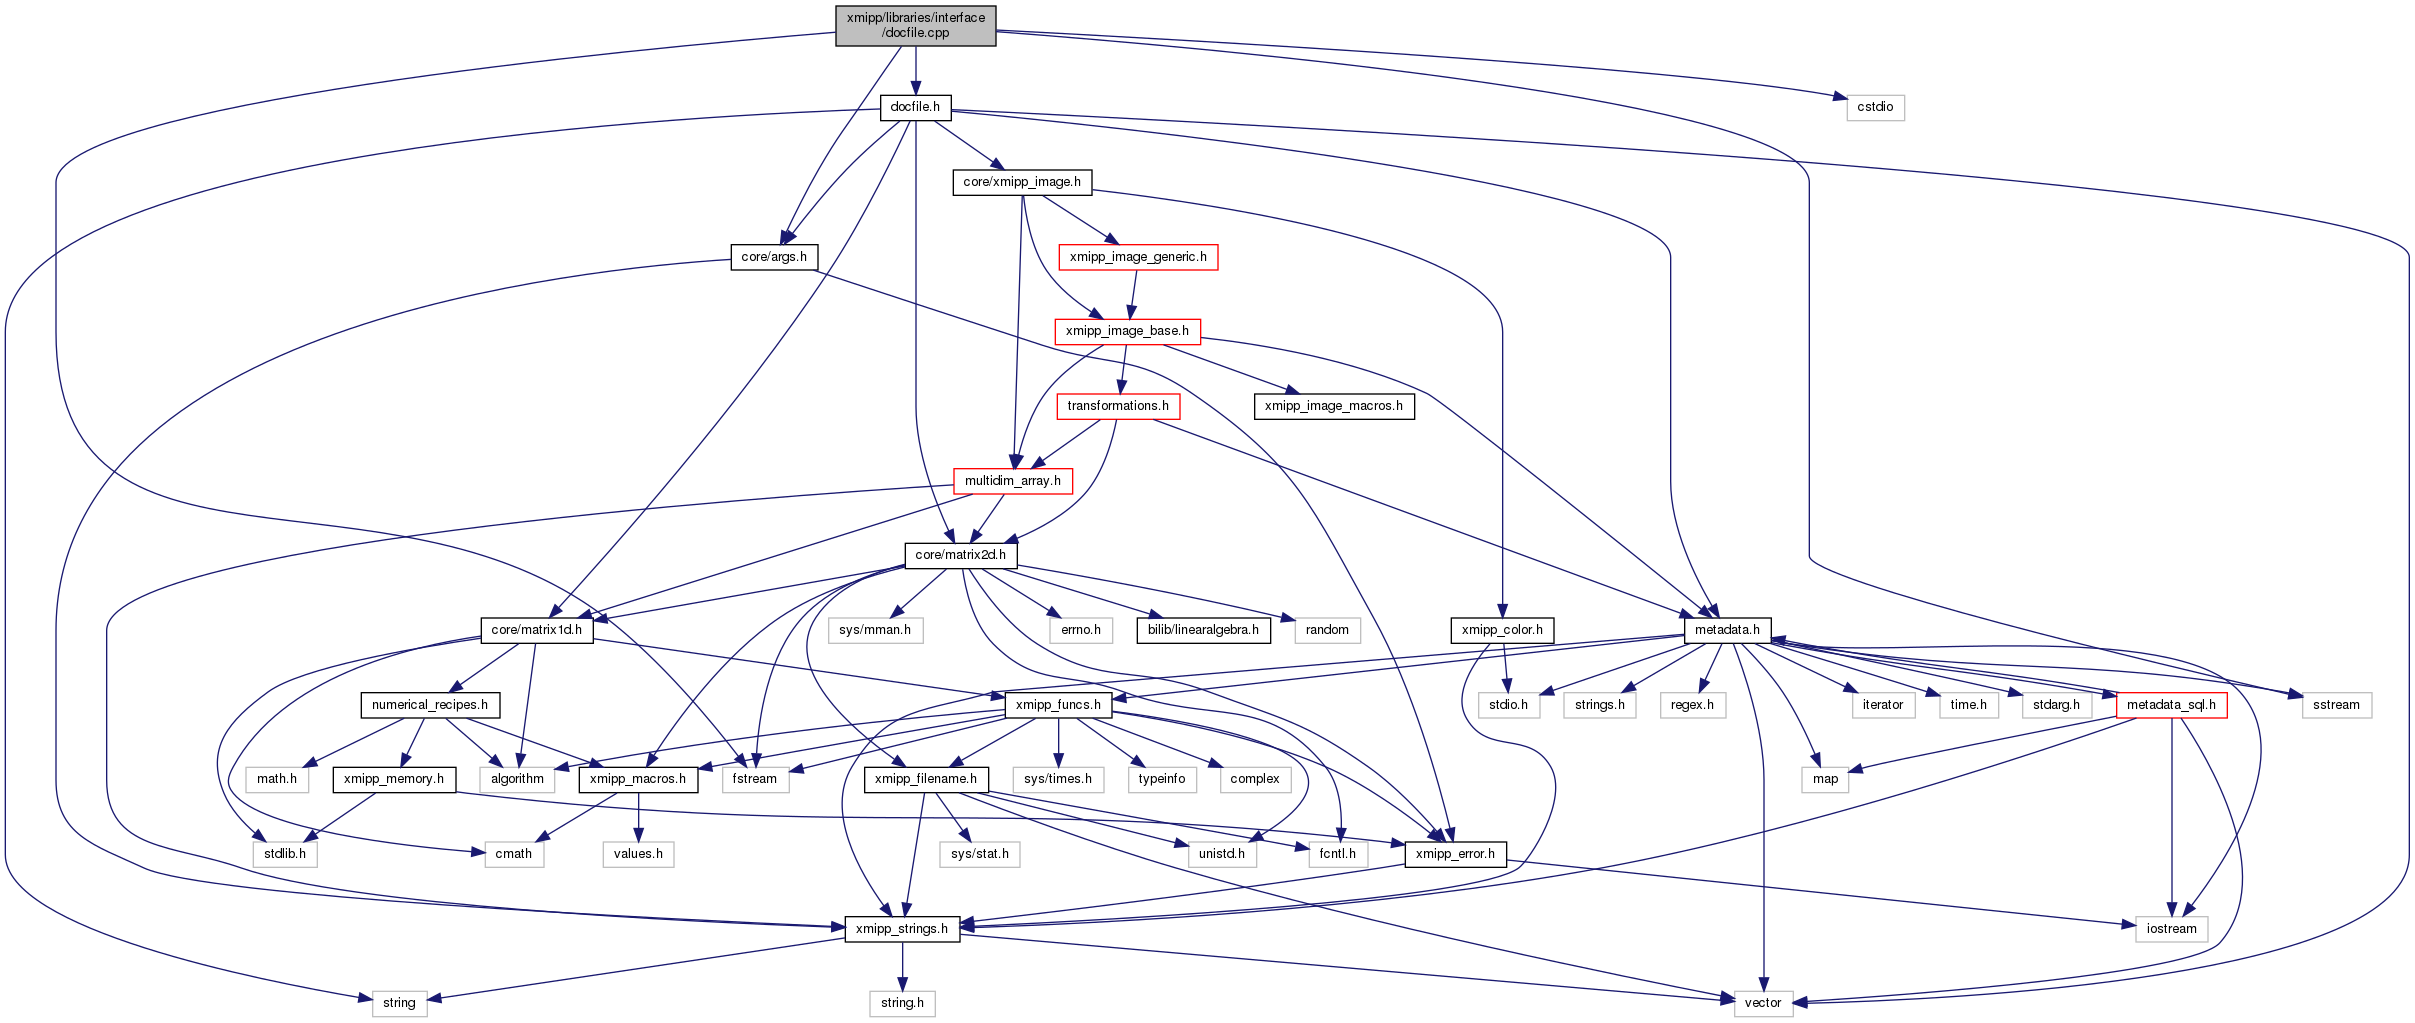 xmipp/libraries/interface
/docfile.cpp
docfile.h
cstdio
core/xmipp_image.h
core/args.h
xmipp_image_generic.h
xmipp_image_base.h
transformations.h
xmipp_image_macros.h
multidim_array.h
core/matrix2d.h
core/matrix1d.h
sys/mman.h
errno.h
bilib/linearalgebra.h
random
xmipp_color.h
metadata.h
numerical_recipes.h
xmipp_funcs.h
stdio.h
strings.h
regex.h
iterator
time.h
stdarg.h
metadata_sql.h
sstream
math.h
xmipp_memory.h
algorithm
xmipp_macros.h
fstream
xmipp_filename.h
sys/times.h
typeinfo
complex
map
stdlib.h
cmath
values.h
sys/stat.h
unistd.h
fcntl.h
xmipp_error.h
xmipp_strings.h
iostream
string
string.h
vector